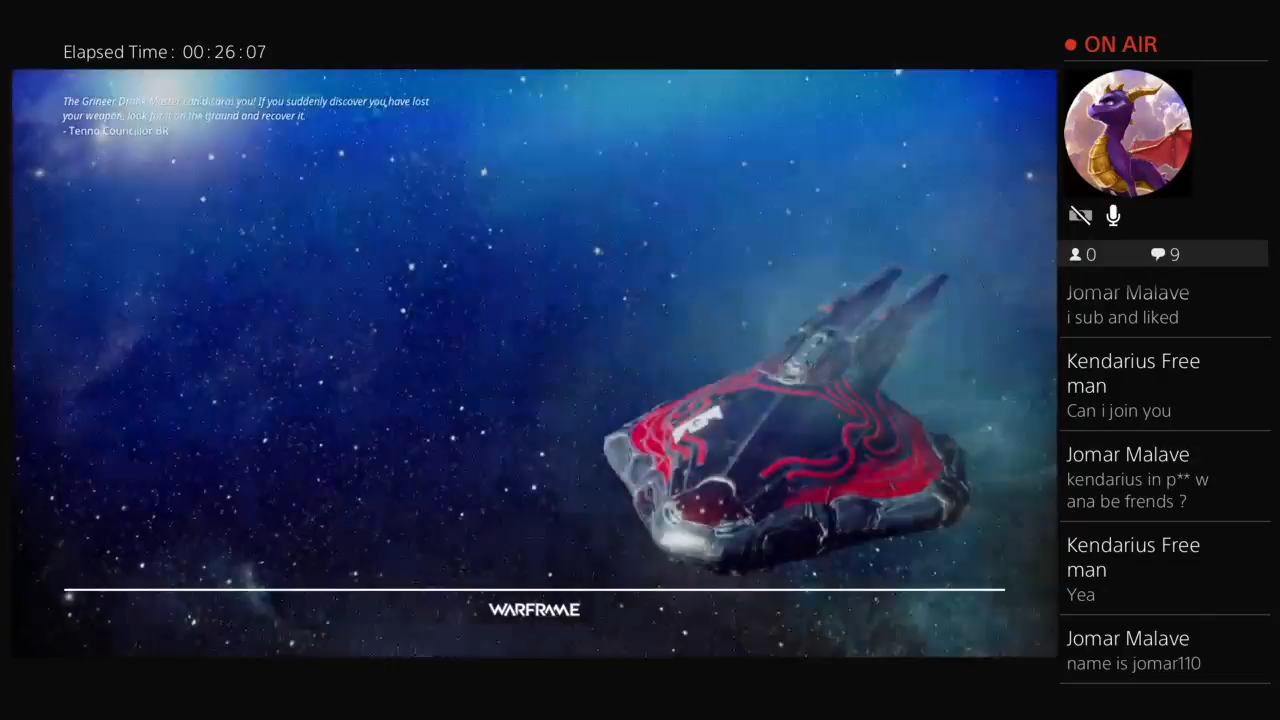 Elapsed Time: 00:26:07
ON AIR
The Grineer Drahk Master can disarm you! If you suddenly discover you have lost
your weapon, look for it on the ground and recover it.
- Tenno Councillor BR
0 9
Jomar Malave
i sub and liked
Kendarius Free
man
Can i join you
Jomar Malave
kendarius in p** w
ana be frends ?
Kendarius Free
man
Yea
Jomar Malave
name is jomar110
WARFRAME